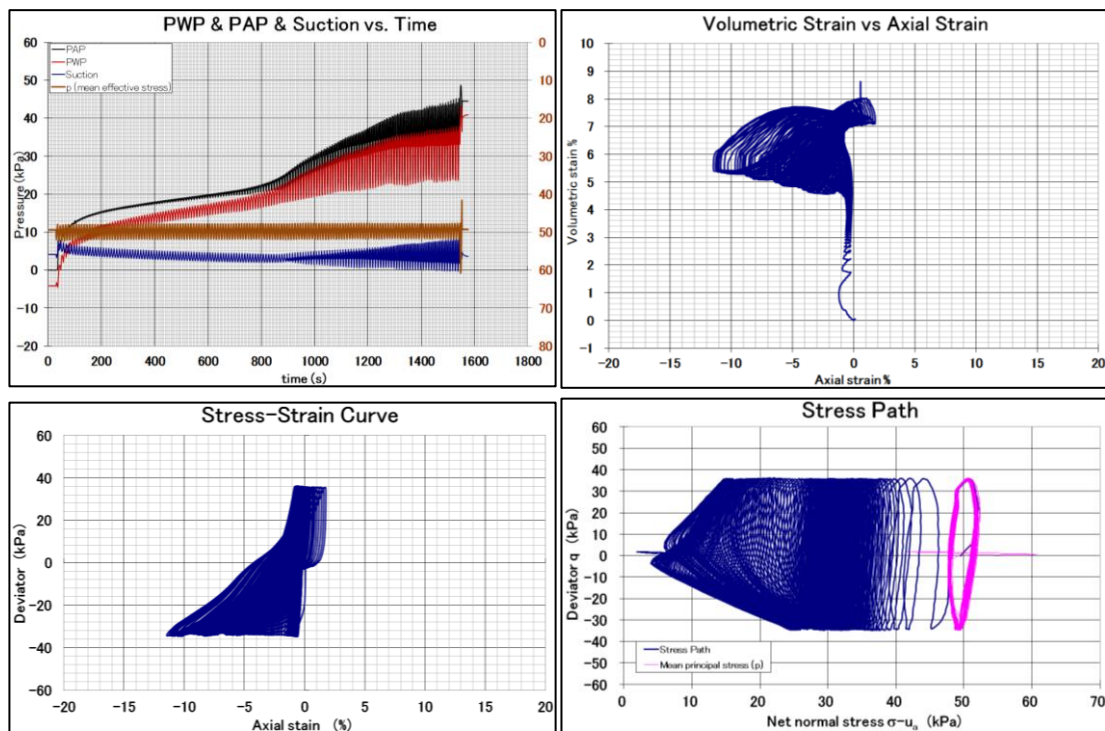 PWP & PAP & Suction vs. Time
60
50
40
30
20
10
0
-10
-20
0
10
20
30
40
50
60
70
80
Pressure (kPa)
PAP
PWP
Suction
p (mean effective stress)
0 200 400 600 800 1000 1200 1400 1600 1800
time (s)
Volumetric Strain vs Axial Strain
10
9
8
7
6
5
4
3
2
1
0
-1
Volumetric stain %
-20 -15 -10 -5 0 5 10 15 20
Axial strain %
Stress-Strain Curve
60
40
20
0
-20
-40
-60
Deviator (kPa)
-20 -15 -10 -5 0 5 10 15 20
Axial stain (%)
Stress Path
60
50
40
30
20
10
0
-10
-20
-30
-40
-50
-60
Deviator q (kPa)
Stress Path
Mean principal stress (p)
0 10 20 30 40 50 60 70
Net normal stress σ-uₐ (kPa)